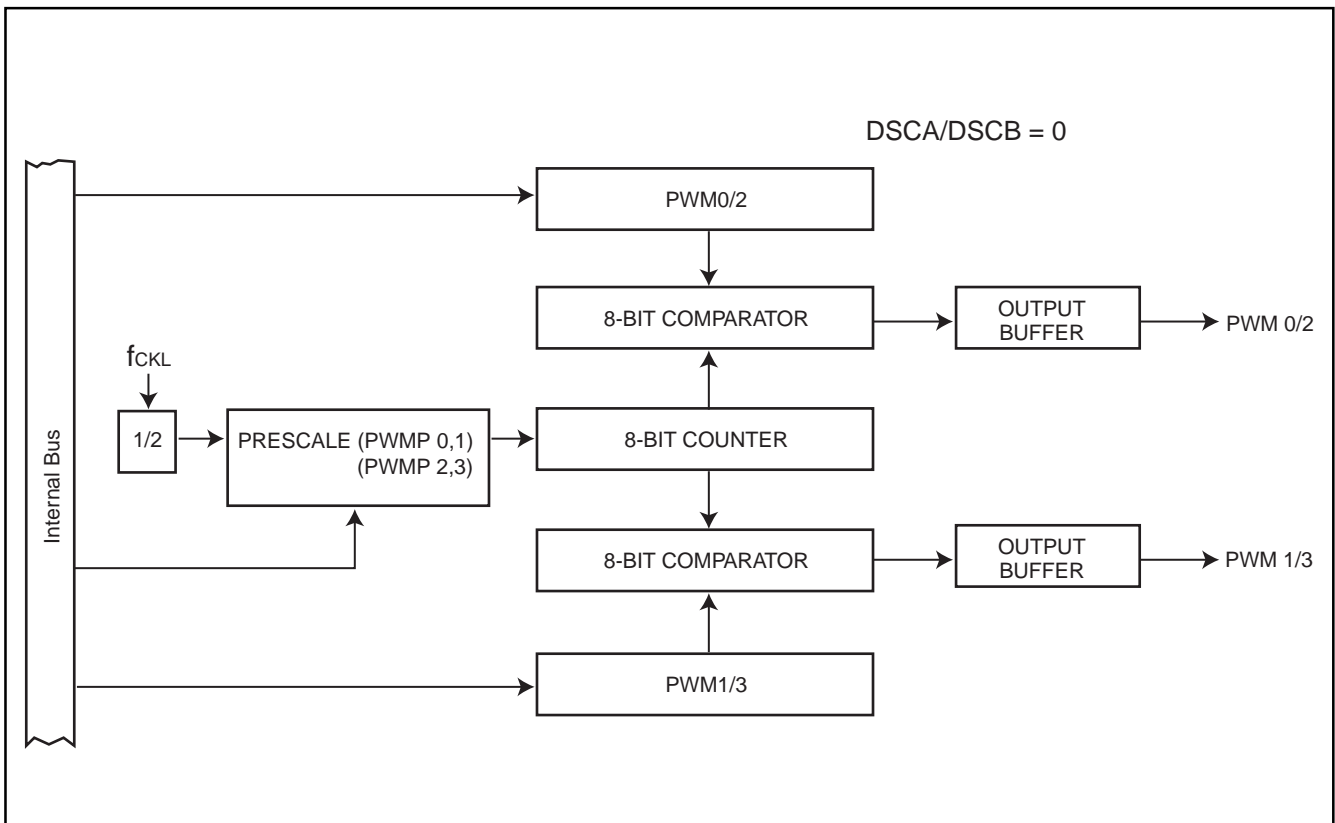 DSCA/DSCB = 0
PWM0/2
8-BIT COMPARATOR
OUTPUT
BUFFER
PWM 0/2
fCKL
1/2
PRESCALE (PWMP 0,1)
(PWMP 2,3)
8-BIT COUNTER
Internal Bus
8-BIT COMPARATOR
OUTPUT
BUFFER
PWM 1/3
PWM1/3